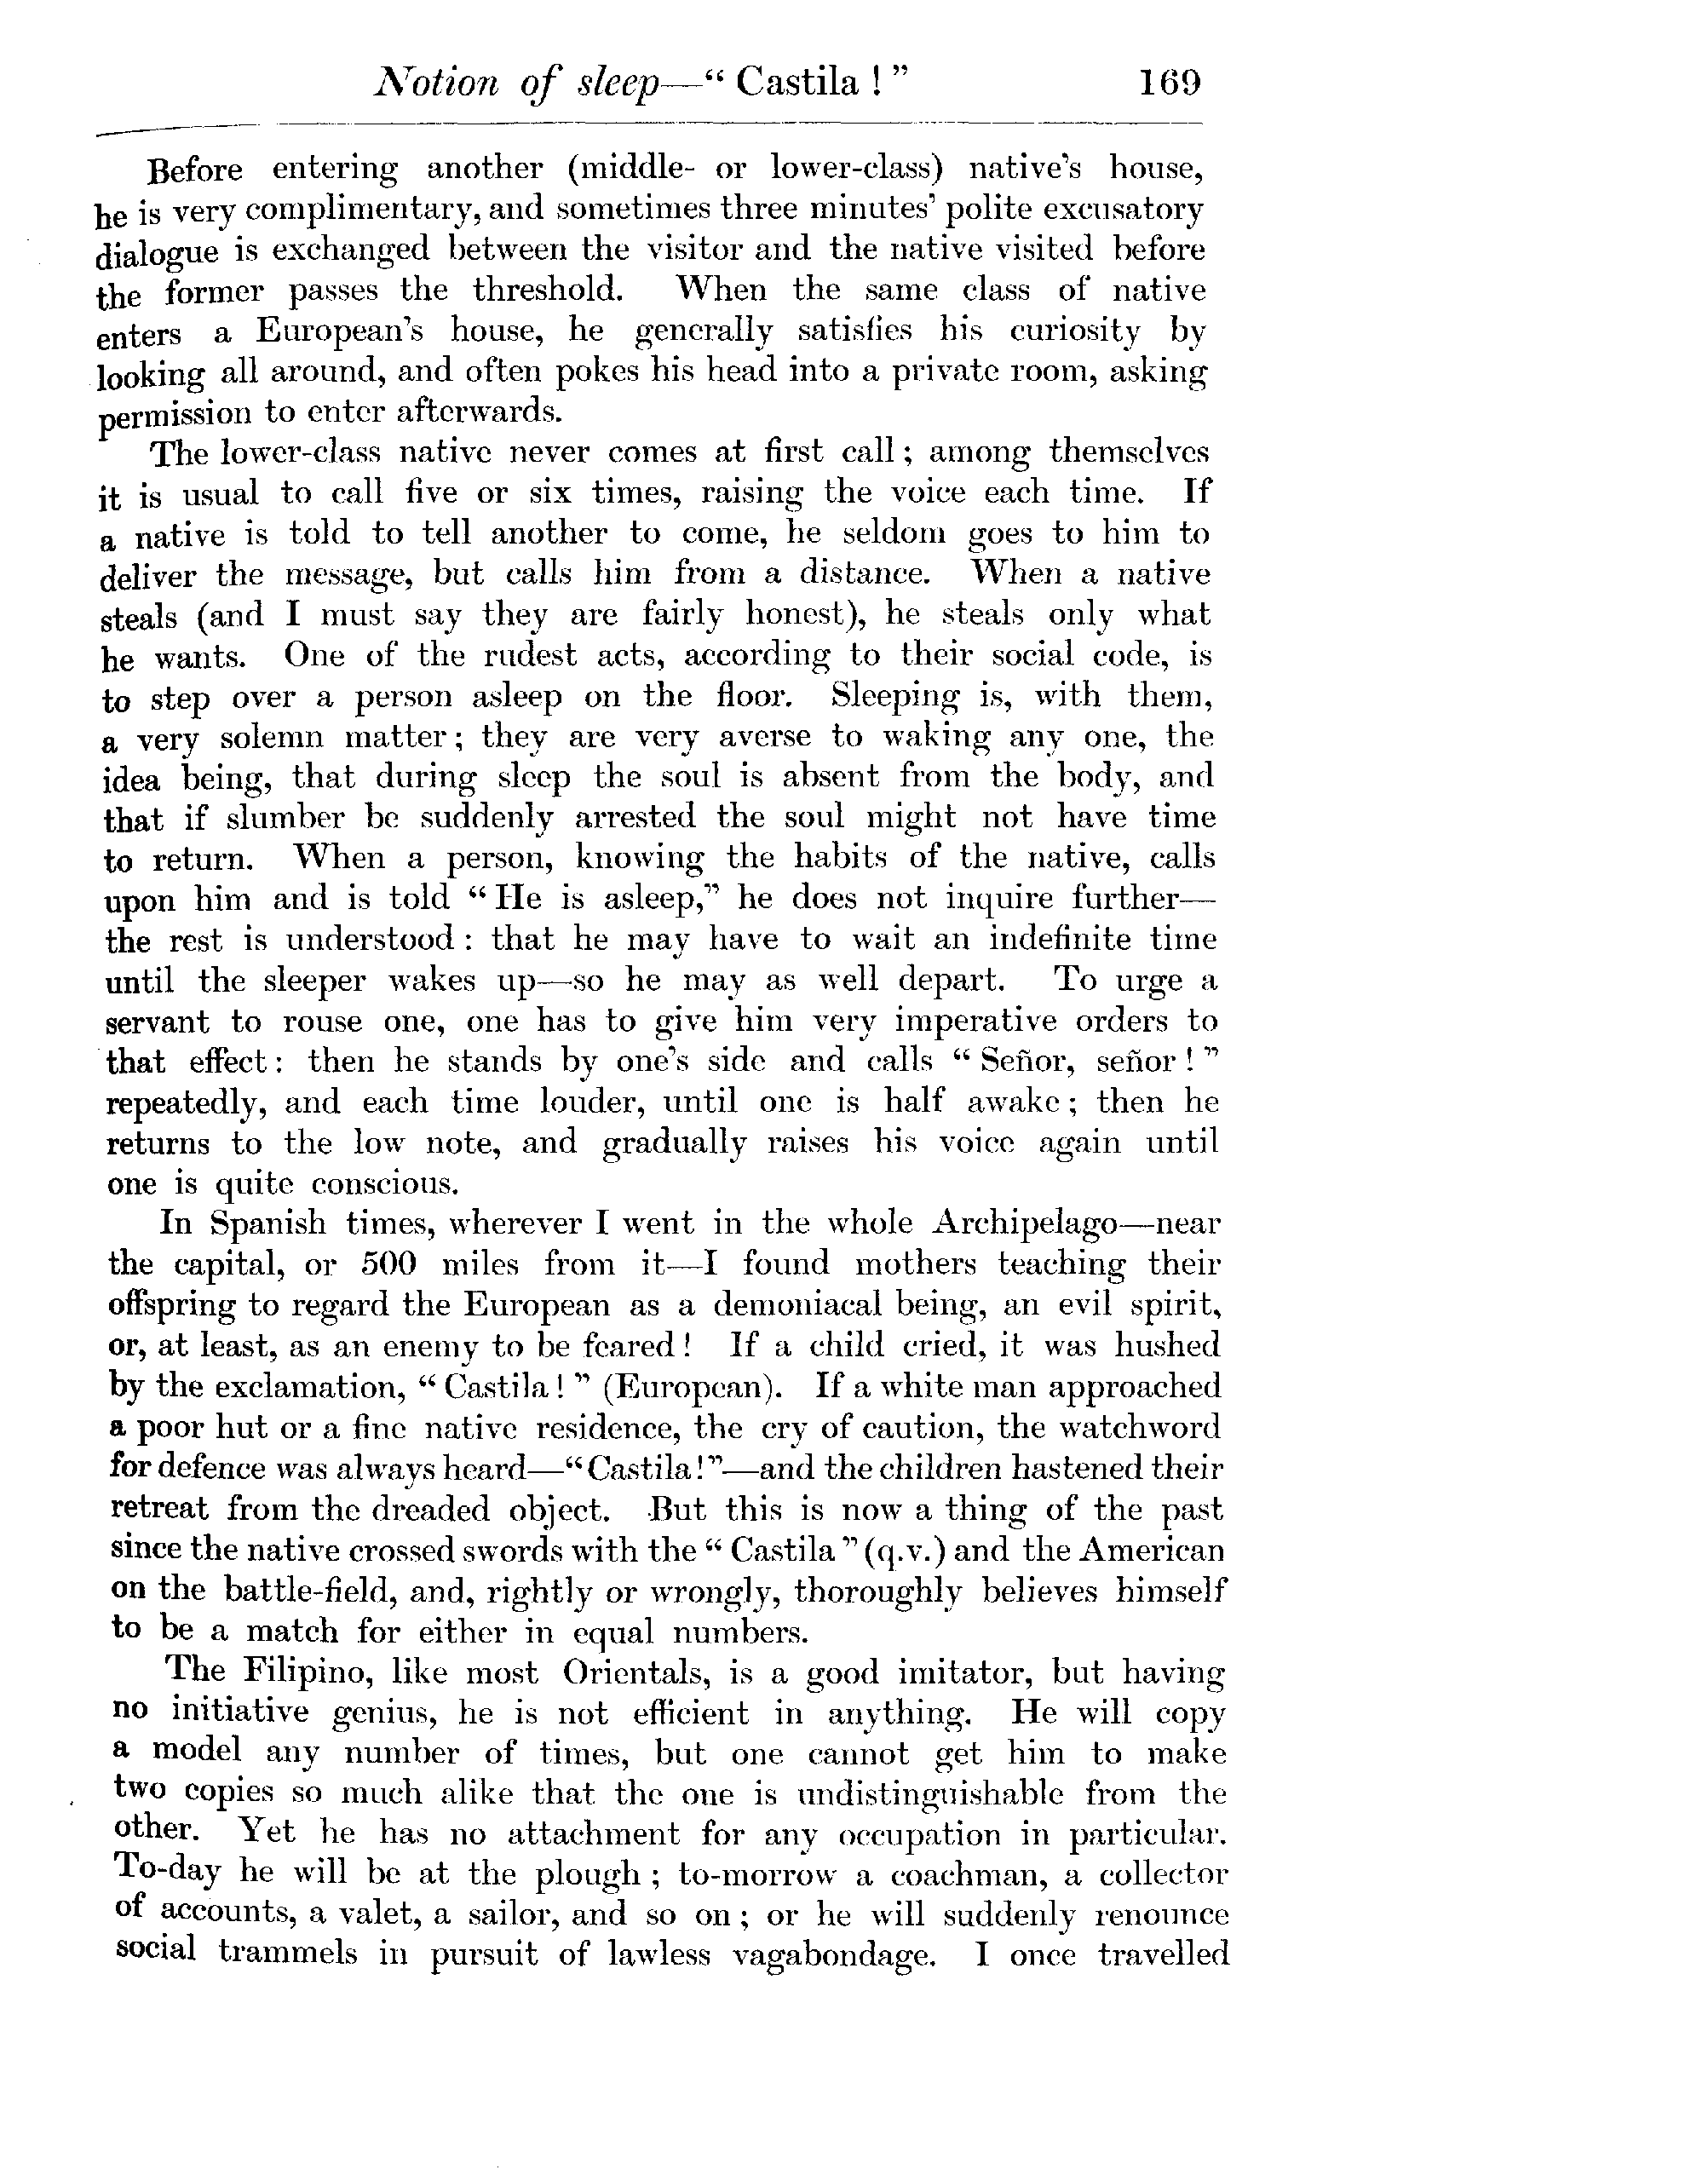 Notion of sleep—“ Castila ! ” 169
Before entering another (middle- or lower-class) native’s house,
he is very complimentary, and sometimes three minutes’ polite excusatory
dialogue is exchanged between the visitor and the native visited before
the former passes the threshold. When the same class of native
enters a European’s house, he generally satisfies his curiosity by
looking all around, and often pokes his head into a private room, asking
permission to enter afterwards.
The lower-class native never comes at first call ; among themselves
it is usual to call five or six times, raising the voice each time. If
a native is told to tell another to come, he seldom goes to him to
deliver the message, but calls him from a distance. When a native
steals (and I must say they are fairly honest), he steals only what
he wants. One of the rudest acts, according to their social code, is
to step over a person asleep on the floor. Sleeping is, with them,
a very solemn matter ; they are very averse to waking any one, the
idea being, that during sleep the soul is absent from the body, and
that if slumber be suddenly arrested the soul might not have time
to return. When a person, knowing the habits of the native, calls
upon him and is told “ He is asleep,” he does not inquire further—
the rest is understood : that he may have to wait an indefinite time
until the sleeper wakes up—so he may as well depart. To urge a
servant to rouse one, one has to give him very imperative orders to
that effect : then he stands by one’s side and calls “ Señor, señor ! ”
repeatedly, and each time louder, until one is half awake ; then he
returns to the low note, and gradually raises his voice again until
one is quite conscious.
In Spanish times, wherever I went in the whole Archipelago—near
the capital, or 500 miles from it—I found mothers teaching their
offspring to regard the European as a demoniacal being, an evil spirit,
or, at least, as an enemy to be feared ! If a child cried, it was hushed
by the exclamation, “ Castila ! ” (European). If a white man approached
a poor hut or a fine native residence, the cry of caution, the watchword
for defence was always heard—“Castila!”—and the children hastened their
retreat from the dreaded object. But this is now a thing of the past
since the native crossed swords with the “ Castila ” (q.v.) and the American
on the battle-field, and, rightly or wrongly, thoroughly believes himself
to be a match for either in equal numbers.
The Filipino, like most Orientals, is a good imitator, but having
no initiative genius, he is not efficient in anything. He will copy
a model any number of times, but one cannot get him to make
two copies so much alike that the one is undistinguishable from the
other. Yet he has no attachment for any occupation in particular.
To-day he will be at the plough ; to-morrow a coachman, a collector
of accounts, a valet, a sailor, and so on ; or he will suddenly renounce
social trammels in pursuit of lawless vagabondage. I once travelled